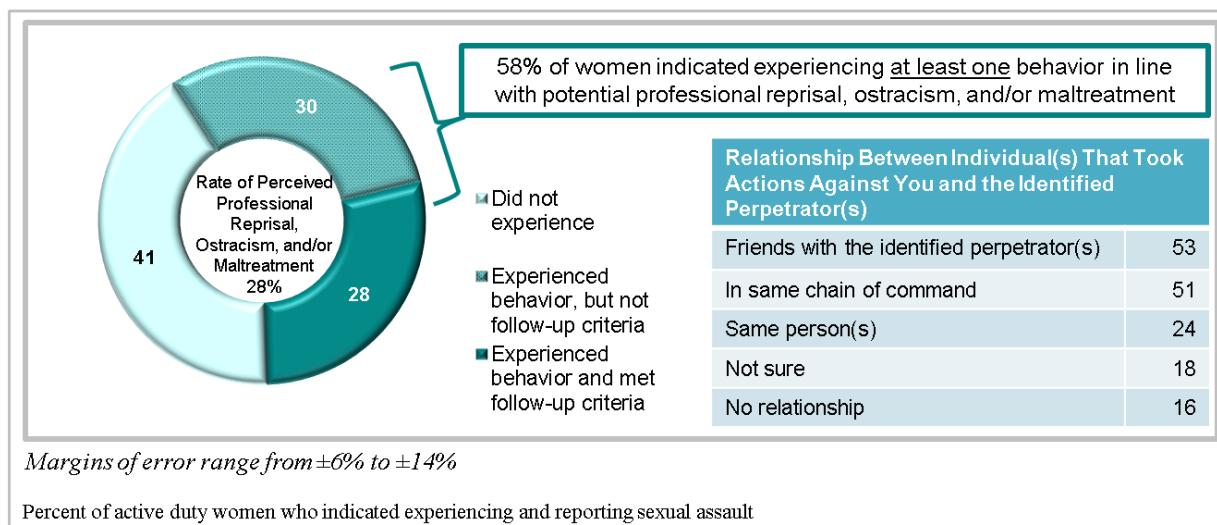 58% of women indicated experiencing at least one behavior in line
with potential professional reprisal, ostracism, and/or maltreatment
30
41
28
Rate of Perceived
Professional
Reprisal,
Ostracism, and/or
Maltreatment
28%
Did not
experience
Experienced
behavior, but not
follow-up criteria
Experienced
behavior and met
follow-up criteria
Relationship Between Individual(s) That Took
Actions Against You and the Identified
Perpetrator(s)
Friends with the identified perpetrator(s) 53
In same chain of command 51
Same person(s) 24
Not sure 18
No relationship 16
Margins of error range from ±6% to ±14%
Percent of active duty women who indicated experiencing and reporting sexual assault